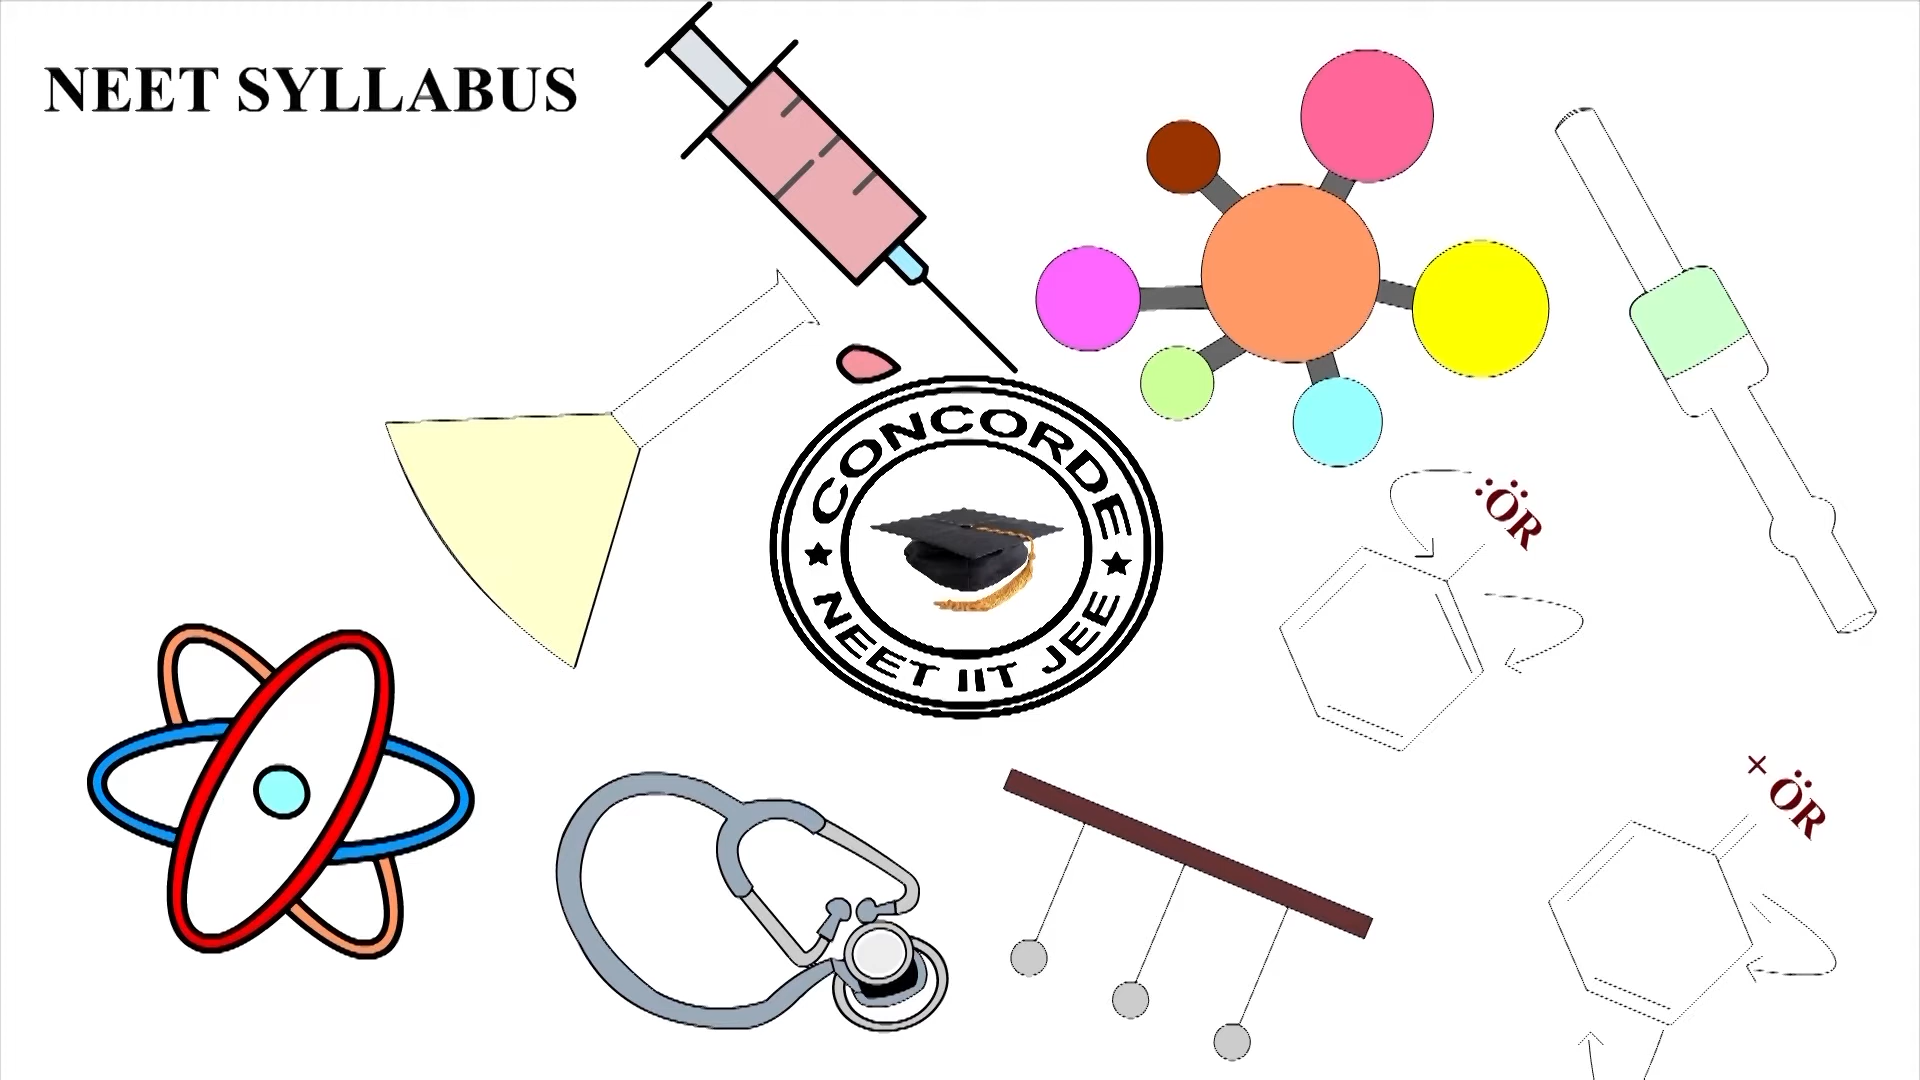 NEET SYLLABUS
CONCORDE
NEET IIT JEE
:ÖR
+ ÖR